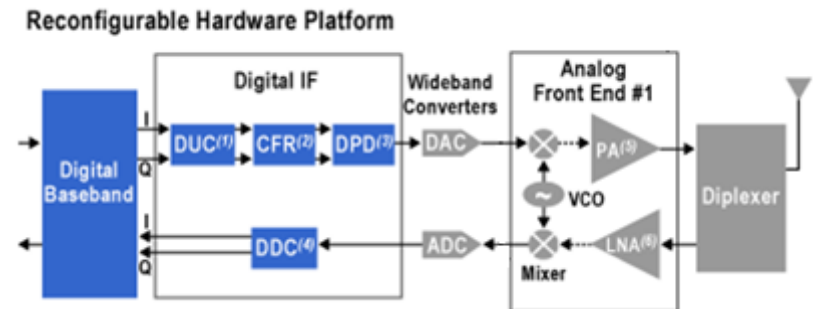 Reconfigurable Hardware Platform
Digital IF
Wideband
Converters
Analog
Front End #1
I
Q
Digital
Baseband
DUC(1)
CFR(2)
DPD(3)
DAC
PA(5)
VCO
~
Diplexer
I
Q
DDC(4)
ADC
Mixer
LNA(6)